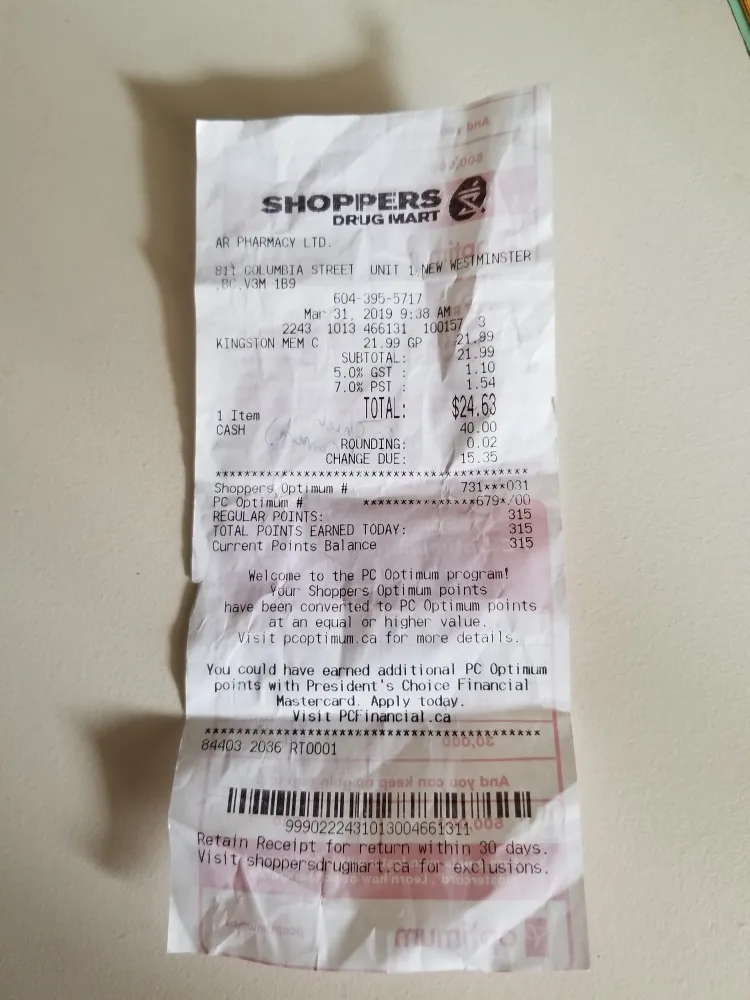 SHOPPERS
DRUG MART
AR PHARMACY LTD.
811 COLUMBIA STREET UNIT 1,NEW WESTMINSTER
,BC,V3M 1B9
604-395-5717
Mar 31, 2019 9:38 AM
2243 1013 466131 100157 3
KINGSTON MEM C 21.99 GP 21.99
SUBTOTAL: 21.99
5.0% GST : 1.10
7.0% PST : 1.54
TOTAL: $24.63
1 Item
CASH 40.00
ROUNDING: 0.02
CHANGE DUE: 15.35
********************************************
Shoppers Optimum # 731***031
PC Optimum # ***************679*/00
REGULAR POINTS: 315
TOTAL POINTS EARNED TODAY: 315
Current Points Balance 315
Welcome to the PC Optimum program!
Your Shoppers Optimum points
have been converted to PC Optimum points
at an equal or higher value.
Visit pcoptimum.ca for more details.
You could have earned additional PC Optimum
points with President's Choice Financial
Mastercard. Apply today.
Visit PCFinancial.ca
********************************************
84403 2036 RT0001
9990222431013004661311
Retain Receipt for return within 30 days.
Visit shoppersdrugmart.ca for exclusions.